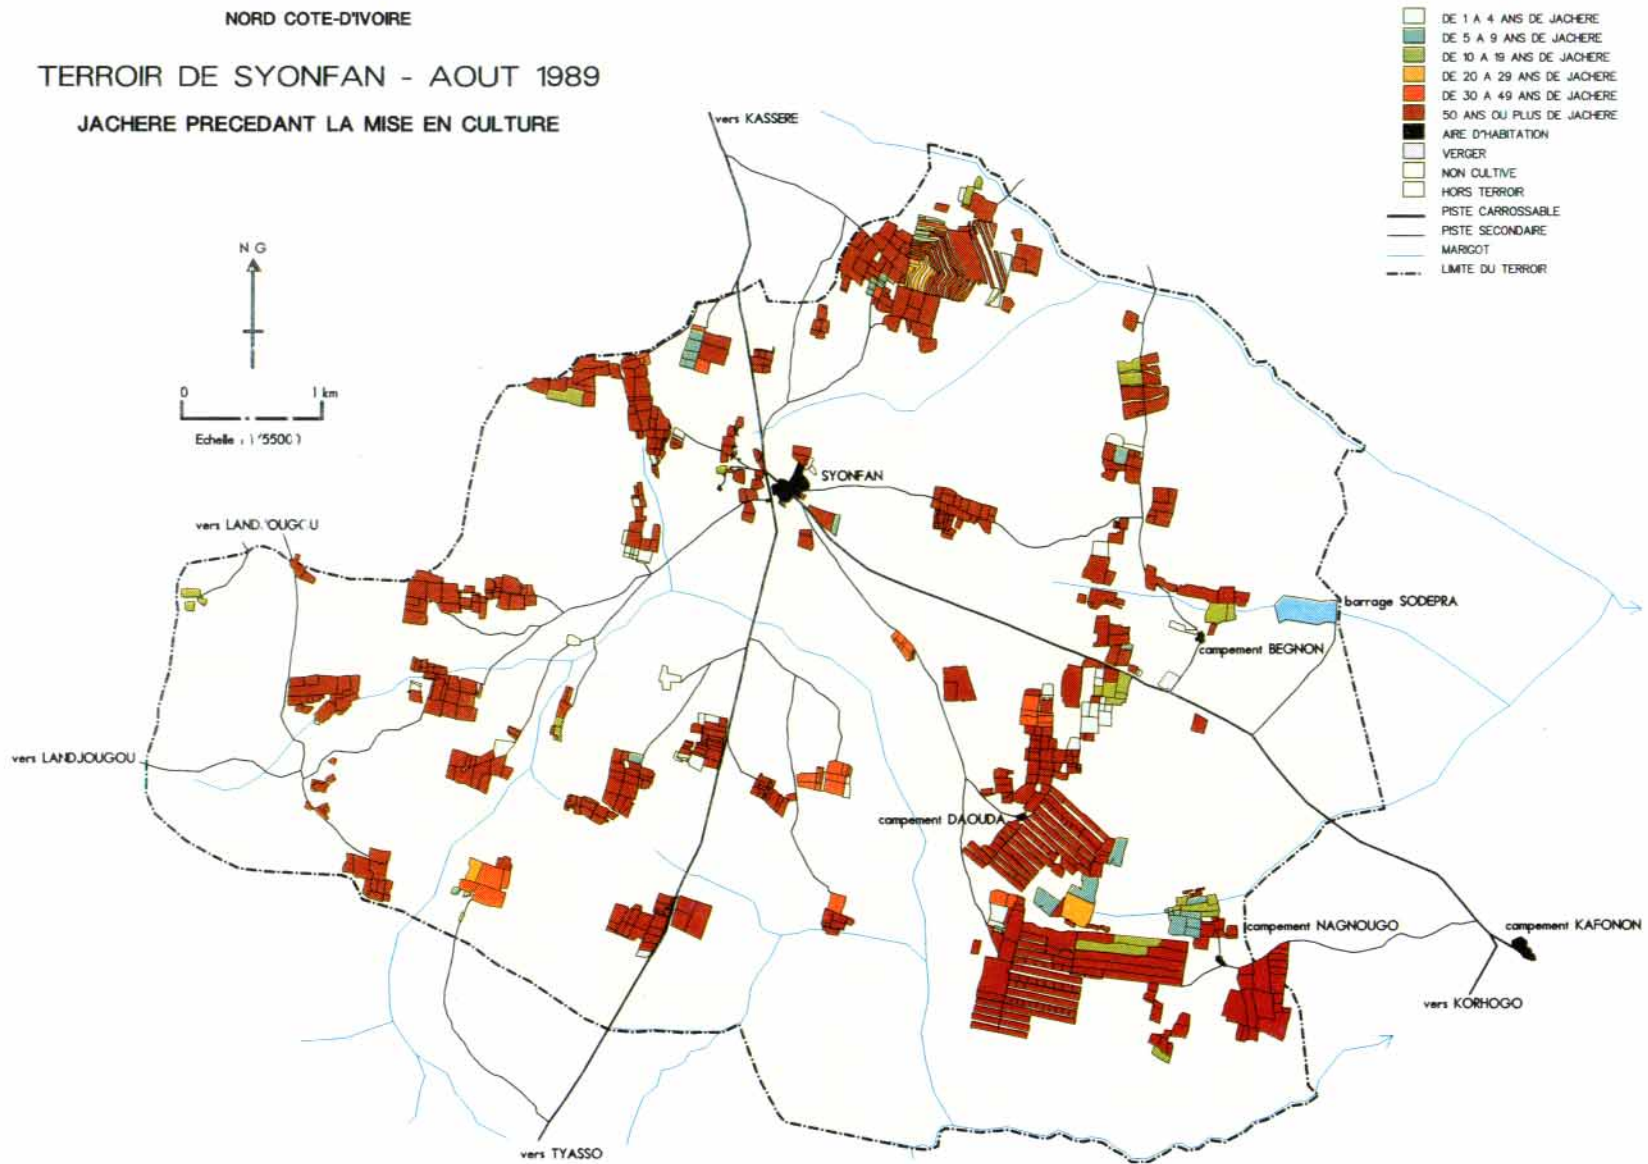 NORD COTE-D'IVOIRE
TERROIR DE SYONFAN - AOUT 1989
JACHERE PRECEDANT LA MISE EN CULTURE
DE 1 A 4 ANS DE JACHERE
DE 5 A 9 ANS DE JACHERE
DE 10 A 19 ANS DE JACHERE
DE 20 A 29 ANS DE JACHERE
DE 30 A 49 ANS DE JACHERE
50 ANS OU PLUS DE JACHERE
AIRE D'HABITATION
VERGER
NON CULTIVE
HORS TERROIR
PISTE CARROSSABLE
PISTE SECONDAIRE
MARIGOT
LIMITE DU TERROIR
vers KASSERE
N G
0 1 km
Echelle
SYONFAN
vers
barrage SODEPRA
campement BEGNON
vers LANDJOUGOU
campement DAOUDA
campement NAGNOUGO
campement KAFONON
vers KORHOGO
vers TYASSO